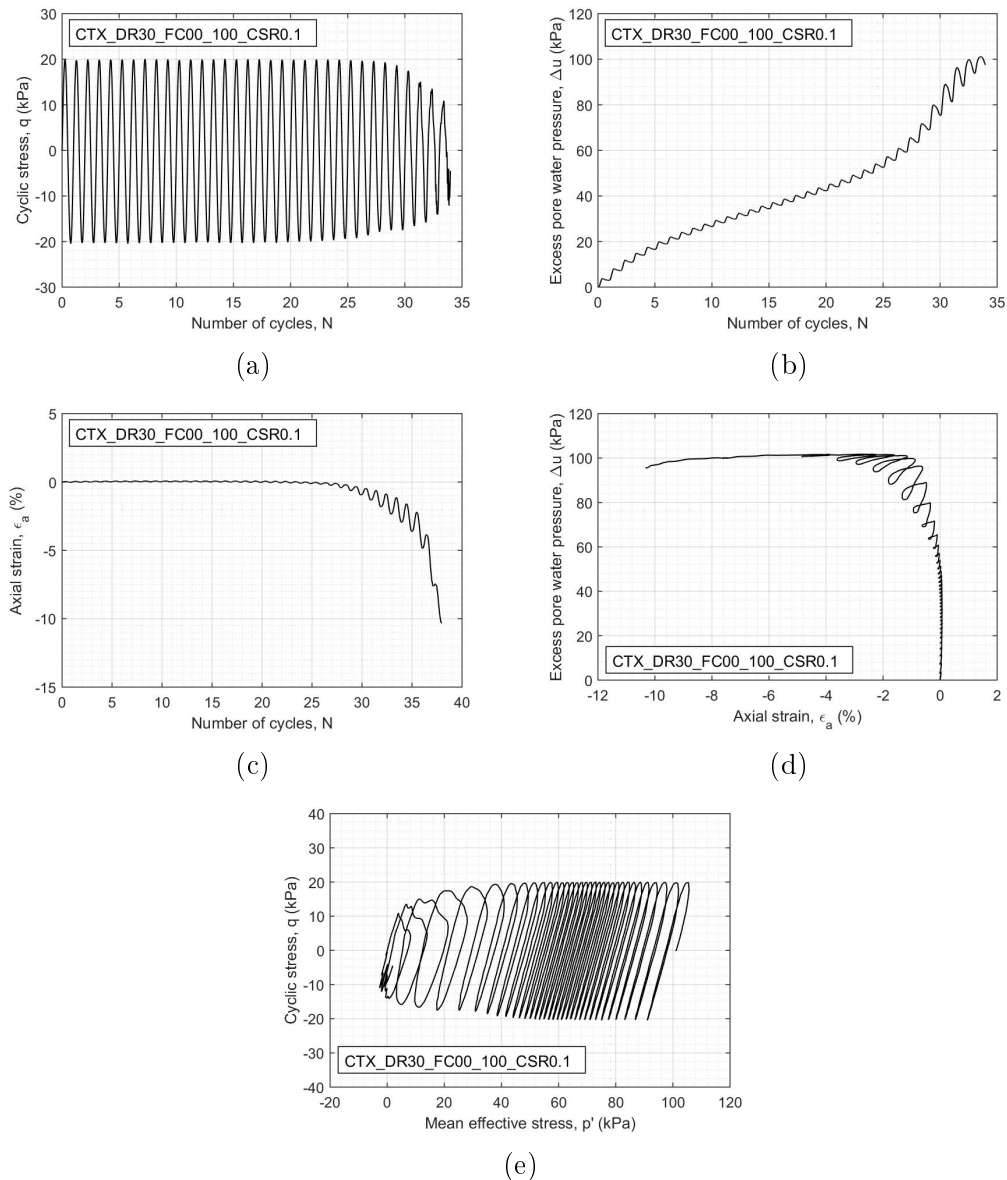 CTX_DR30_FC00_100_CSR0.1
Cyclic stress, q (kPa)
30
20
10
0
-10
-20
-30
0 5 10 15 20 25 30 35
Number of cycles, N
(a)
CTX_DR30_FC00_100_CSR0.1
Excess pore water pressure, Δu (kPa)
120
100
80
60
40
20
0
0 5 10 15 20 25 30 35
Number of cycles, N
(b)
CTX_DR30_FC00_100_CSR0.1
Axial strain, ϵa (%)
5
0
-5
-10
-15
0 5 10 15 20 25 30 35 40
Number of cycles, N
(c)
Excess pore water pressure, Δu (kPa)
120
100
80
60
40
20
0
CTX_DR30_FC00_100_CSR0.1
-12 -10 -8 -6 -4 -2 0 2
Axial strain, ϵa (%)
(d)
Cyclic stress, q (kPa)
40
30
20
10
0
-10
-20
-30
-40
CTX_DR30_FC00_100_CSR0.1
-20 0 20 40 60 80 100 120
Mean effective stress, p' (kPa)
(e)